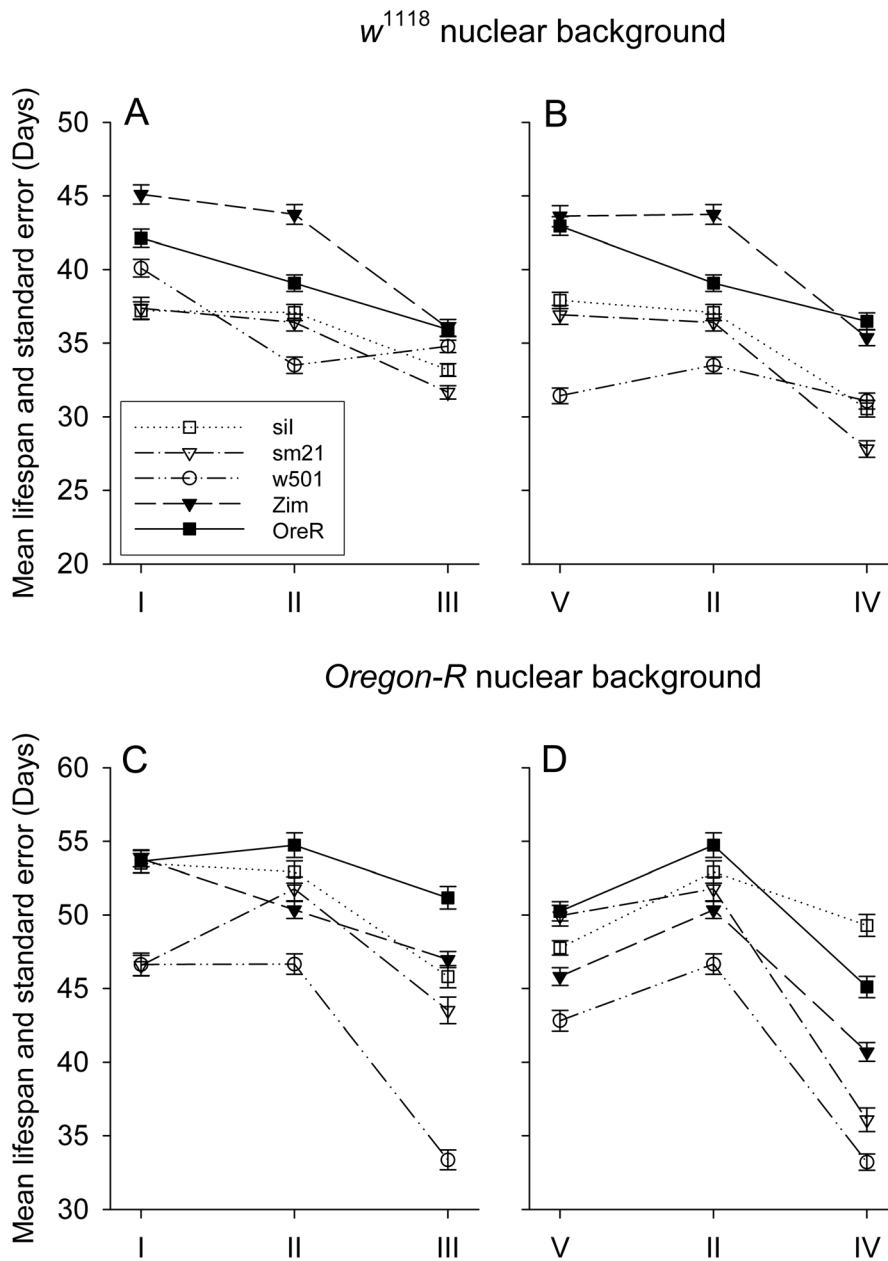 w¹¹¹⁸ nuclear background
A
B
Mean lifespan and standard error (Days)
50
45
40
35
30
25
20
sil
sm21
w501
Zim
OreR
I
II
III
V
II
IV
Oregon-R nuclear background
C
D
Mean lifespan and standard error (Days)
60
55
50
45
40
35
30
I
II
III
V
II
IV